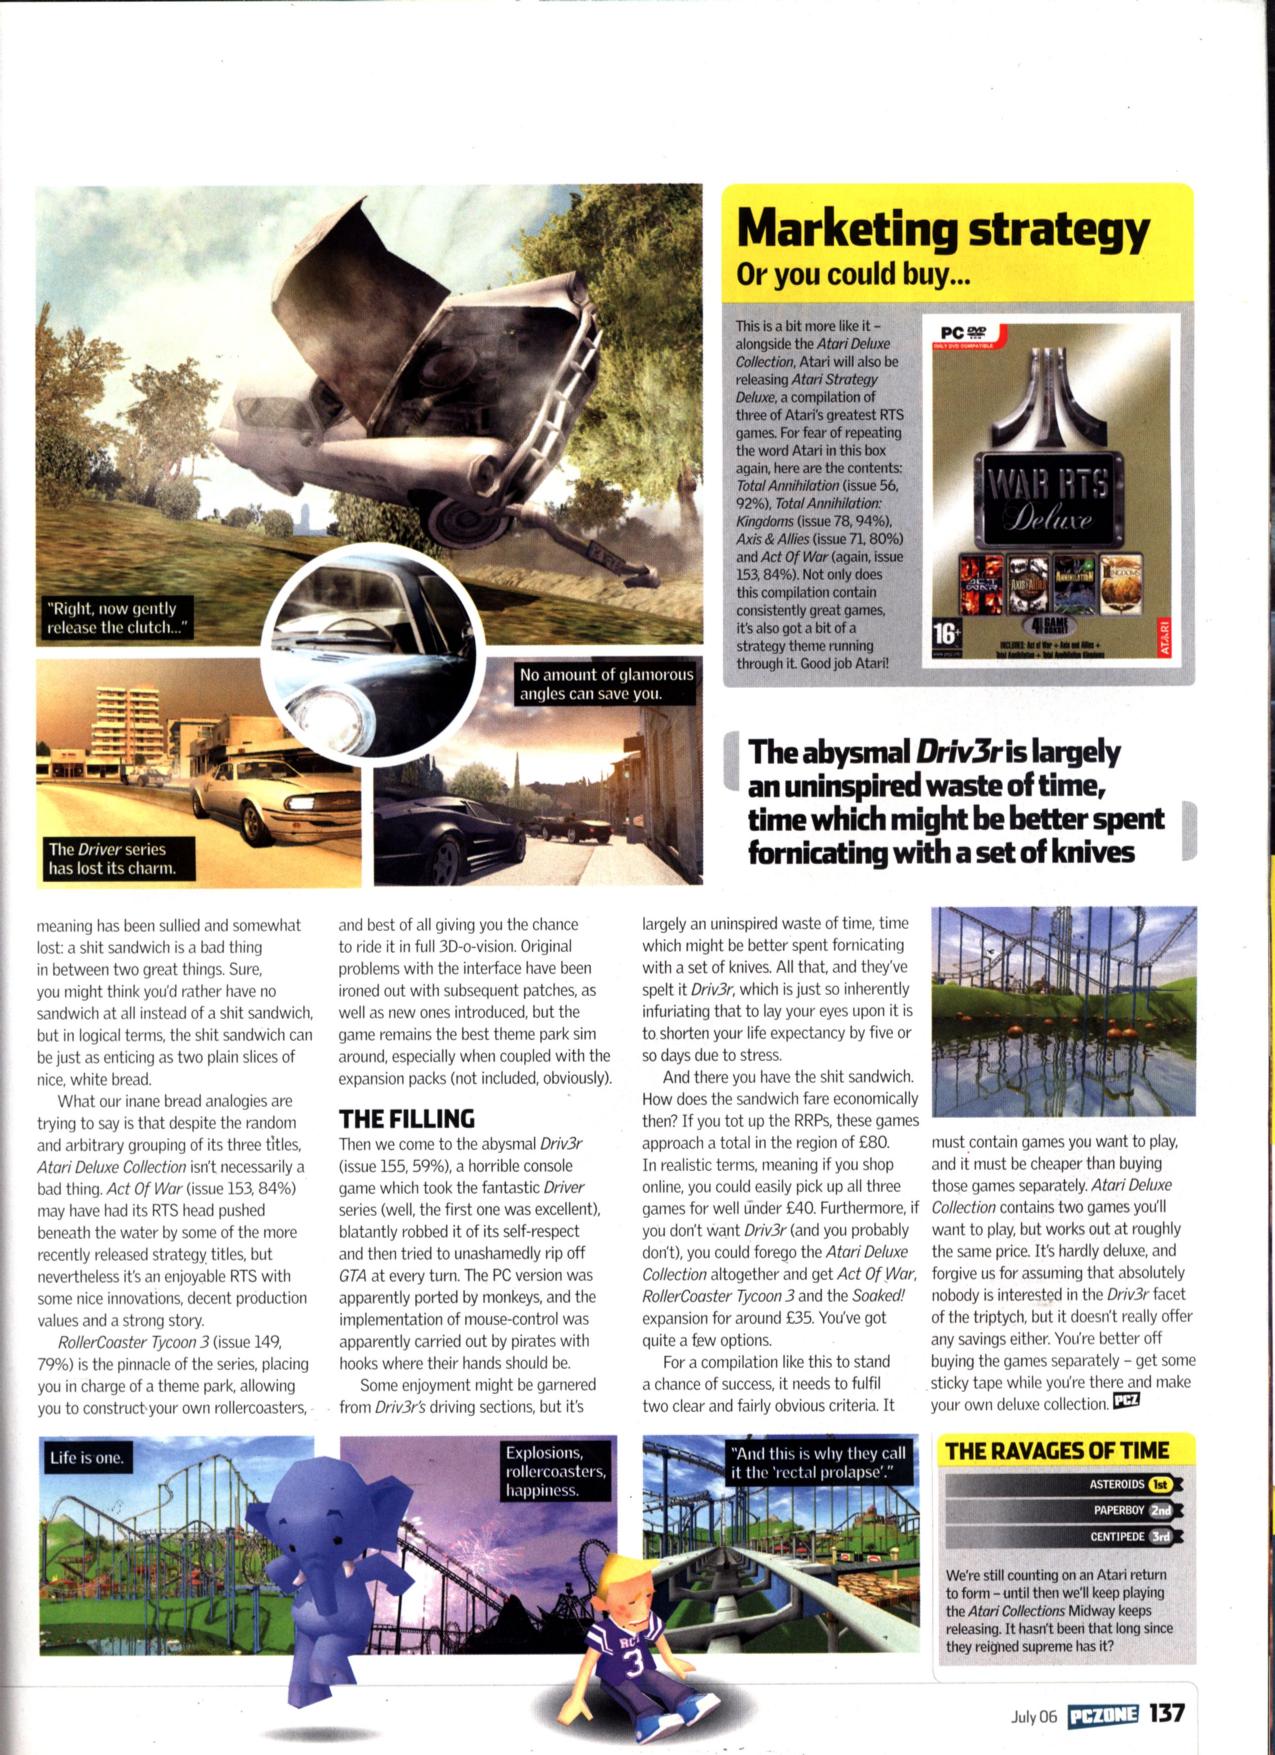 "Right, now gently
release the clutch..."
No amount of glamorous
angles can save you.
The Driver series
has lost its charm.
Marketing strategy
Or you could buy...
This is a bit more like it –
alongside the Atari Deluxe
Collection, Atari will also be
releasing Atari Strategy
Deluxe, a compilation of
three of Atari's greatest RTS
games. For fear of repeating
the word Atari in this box
again, here are the contents:
Total Annihilation (issue 56,
92%), Total Annihilation:
Kingdoms (issue 78, 94%),
Axis & Allies (issue 71, 80%)
and Act Of War (again, issue
153, 84%). Not only does
this compilation contain
consistently great games,
it's also got a bit of a
strategy theme running
through it. Good job Atari!
PC DVD
ONLY DVD COMPATIBLE
WAR RTS
Deluxe
4 GAME
BOXSET
16+
INCLUDES: Act of War + Axis and Allies +
Total Annihilation + Total Annihilation Kingdoms
ATARI
The abysmal Driv3r is largely
an uninspired waste of time,
time which might be better spent
fornicating with a set of knives
meaning has been sullied and somewhat
lost: a shit sandwich is a bad thing
in between two great things. Sure,
you might think you'd rather have no
sandwich at all instead of a shit sandwich,
but in logical terms, the shit sandwich can
be just as enticing as two plain slices of
nice, white bread.
What our inane bread analogies are
trying to say is that despite the random
and arbitrary grouping of its three titles,
Atari Deluxe Collection isn't necessarily a
bad thing. Act Of War (issue 153, 84%)
may have had its RTS head pushed
beneath the water by some of the more
recently released strategy titles, but
nevertheless it's an enjoyable RTS with
some nice innovations, decent production
values and a strong story.
RollerCoaster Tycoon 3 (issue 149,
79%) is the pinnacle of the series, placing
you in charge of a theme park, allowing
you to construct your own rollercoasters,
and best of all giving you the chance
to ride it in full 3D-o-vision. Original
problems with the interface have been
ironed out with subsequent patches, as
well as new ones introduced, but the
game remains the best theme park sim
around, especially when coupled with the
expansion packs (not included, obviously).
THE FILLING
Then we come to the abysmal Driv3r
(issue 155, 59%), a horrible console
game which took the fantastic Driver
series (well, the first one was excellent),
blatantly robbed it of its self-respect
and then tried to unashamedly rip off
GTA at every turn. The PC version was
apparently ported by monkeys, and the
implementation of mouse-control was
apparently carried out by pirates with
hooks where their hands should be.
Some enjoyment might be garnered
from Driv3r's driving sections, but it's
largely an uninspired waste of time, time
which might be better spent fornicating
with a set of knives. All that, and they've
spelt it Driv3r, which is just so inherently
infuriating that to lay your eyes upon it is
to shorten your life expectancy by five or
so days due to stress.
And there you have the shit sandwich.
How does the sandwich fare economically
then? If you tot up the RRPs, these games
approach a total in the region of £80.
In realistic terms, meaning if you shop
online, you could easily pick up all three
games for well under £40. Furthermore, if
you don't want Driv3r (and you probably
don't), you could forego the Atari Deluxe
Collection altogether and get Act Of War,
RollerCoaster Tycoon 3 and the Soaked!
expansion for around £35. You've got
quite a few options.
For a compilation like this to stand
a chance of success, it needs to fulfil
two clear and fairly obvious criteria. It
must contain games you want to play,
and it must be cheaper than buying
those games separately. Atari Deluxe
Collection contains two games you'll
want to play, but works out at roughly
the same price. It's hardly deluxe, and
forgive us for assuming that absolutely
nobody is interested in the Driv3r facet
of the triptych, but it doesn't really offer
any savings either. You're better off
buying the games separately – get some
sticky tape while you're there and make
your own deluxe collection. PCZ
Life is one.
Explosions,
rollercoasters,
happiness.
"And this is why they call
it the 'rectal prolapse'."
RCT
3
THE RAVAGES OF TIME
ASTEROIDS 1st
PAPERBOY 2nd
CENTIPEDE 3rd
We're still counting on an Atari return
to form – until then we'll keep playing
the Atari Collections Midway keeps
releasing. It hasn't been that long since
they reigned supreme has it?
July 06 PCZONE 137